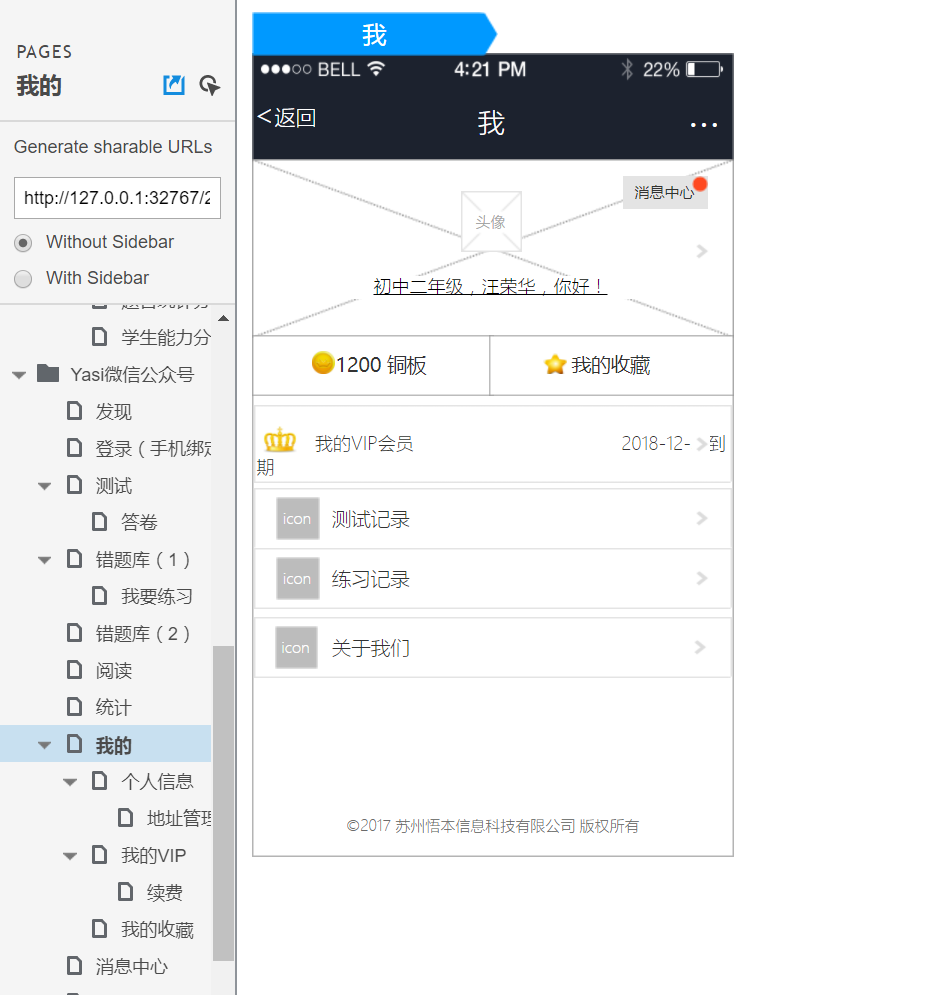 PAGES
我的
Generate sharable URLs
http://127.0.0.1:32767/2
Without Sidebar
With Sidebar
学生能力分
Yasi微信公众号
发现
登录（手机绑定
测试
答卷
错题库（1）
我要练习
错题库（2）
阅读
统计
我的
个人信息
地址管理
我的VIP
续费
我的收藏
消息中心
我
BELL 4:21 PM 22%
<返回 我 ...
消息中心
头像
初中二年级，汪荣华，你好！
1200 铜板 我的收藏
我的VIP会员 2018-12- 到
期
icon 测试记录
icon 练习记录
icon 关于我们
©2017 苏州悟本信息科技有限公司 版权所有